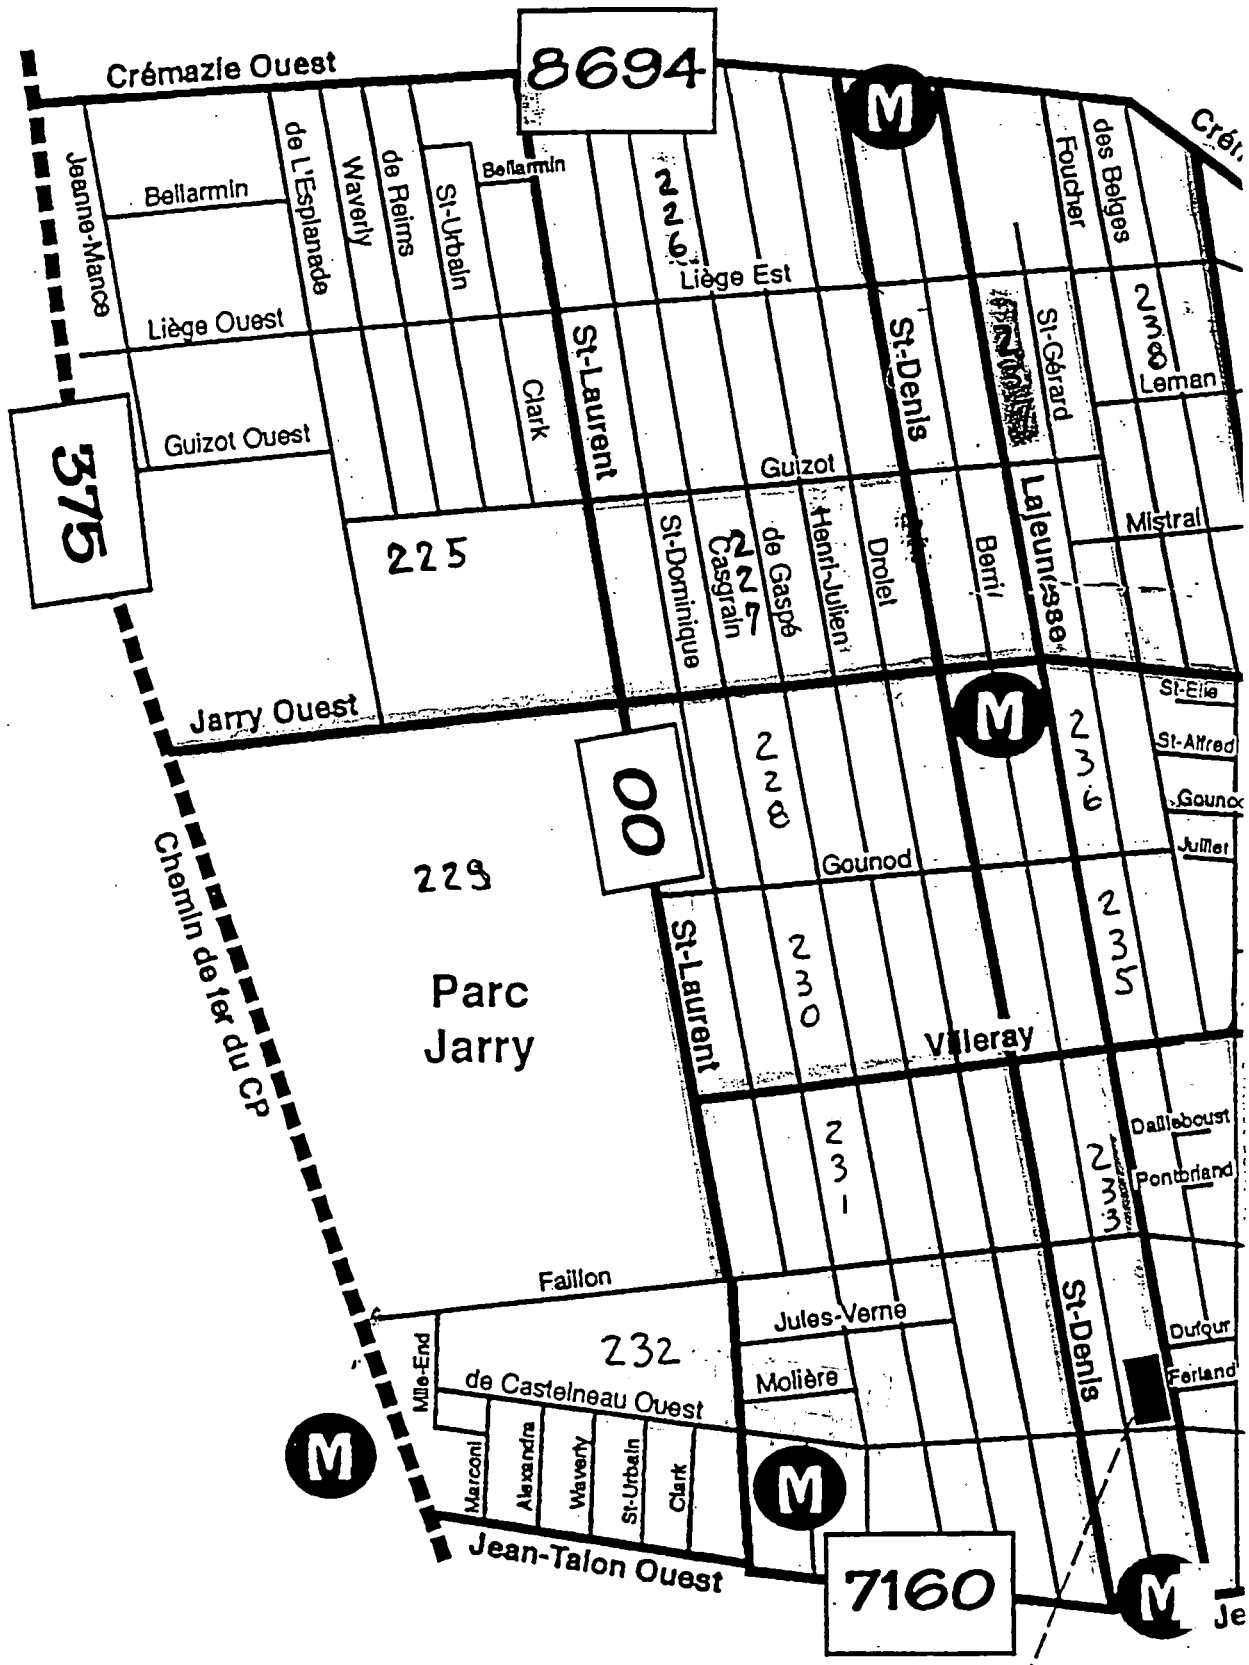 8694
Crémazie Ouest
M
Crém
Jeanne-Mance
Bellarmin
de L'Esplanade
Waverly
de Reims
St-Urbain
Bellarmin
226
Foucher
des Belges
Liège Est
Liège Ouest
Clark
St-Laurent
St-Denis
St-Gérard
238
Leman
375
Guizot Ouest
Guizot
Lajeunesse
Mistral
225
St-Dominique
Casgrain
227
de Gaspé
Henri-Julien
Drolet
Berri
Jarry Ouest
M
St-Elie
St-Alfred
Gounod
Juillet
00
228
236
Chemin de fer du CP
229
Gounod
Parc
Jarry
St-Laurent
230
235
Villeray
231
233
Dailleboust
Pontbriand
Faillon
Jules-Verne
St-Denis
Dufour
Ferland
Mile-End
232
Molière
de Castelneau Ouest
M
Marconi
Alexandra
Waverly
St-Urbain
Clark
M
Jean-Talon Ouest
7160
M
Je